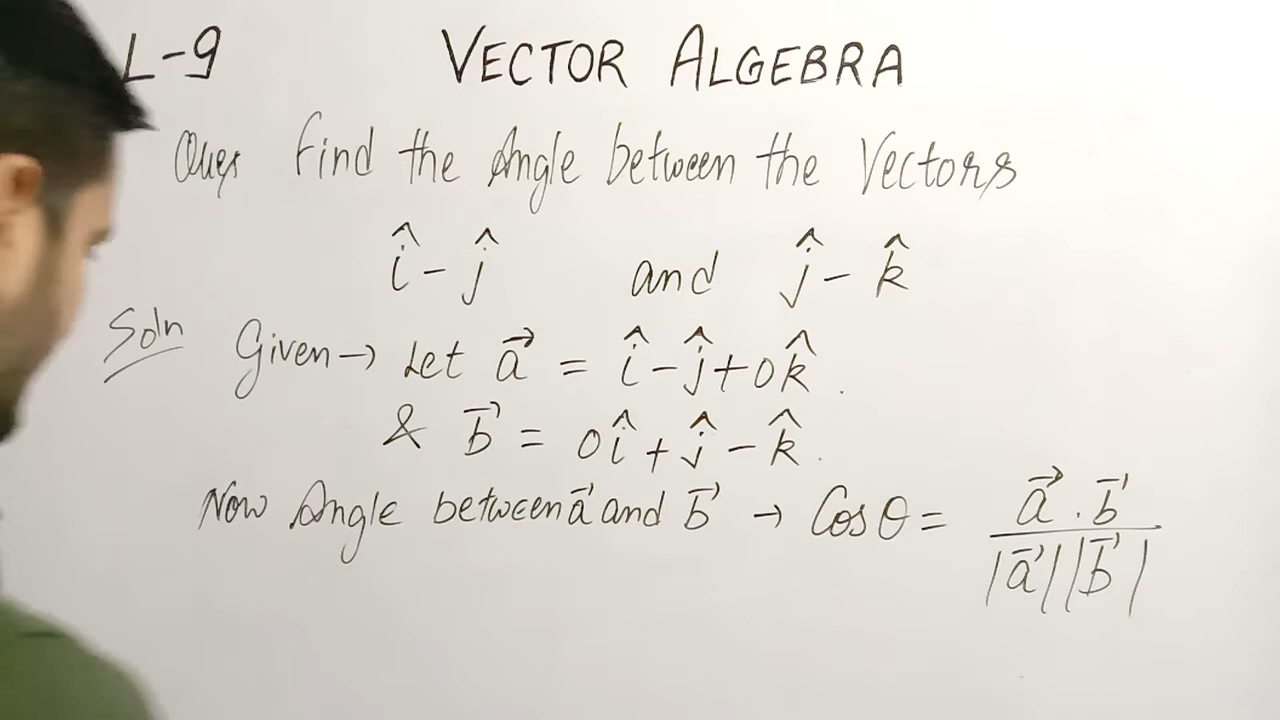 L-9 VECTOR ALGEBRA
Ques Find the Angle between the Vectors
î - ĵ and ĵ - k̂
Soln Given → Let a⃗ = î - ĵ + 0k̂.
& b⃗ = 0î + ĵ - k̂.
Now Angle between a⃗ and b⃗ → Cos θ = a⃗ . b⃗ / |a⃗| |b⃗|